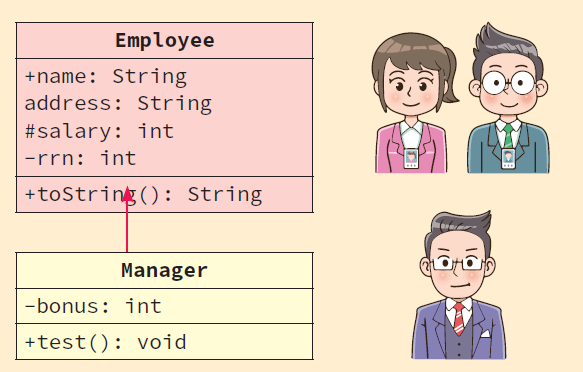 Employee
+name: String
address: String
#salary: int
-rrn: int
+toString(): String
Manager
-bonus: int
+test(): void